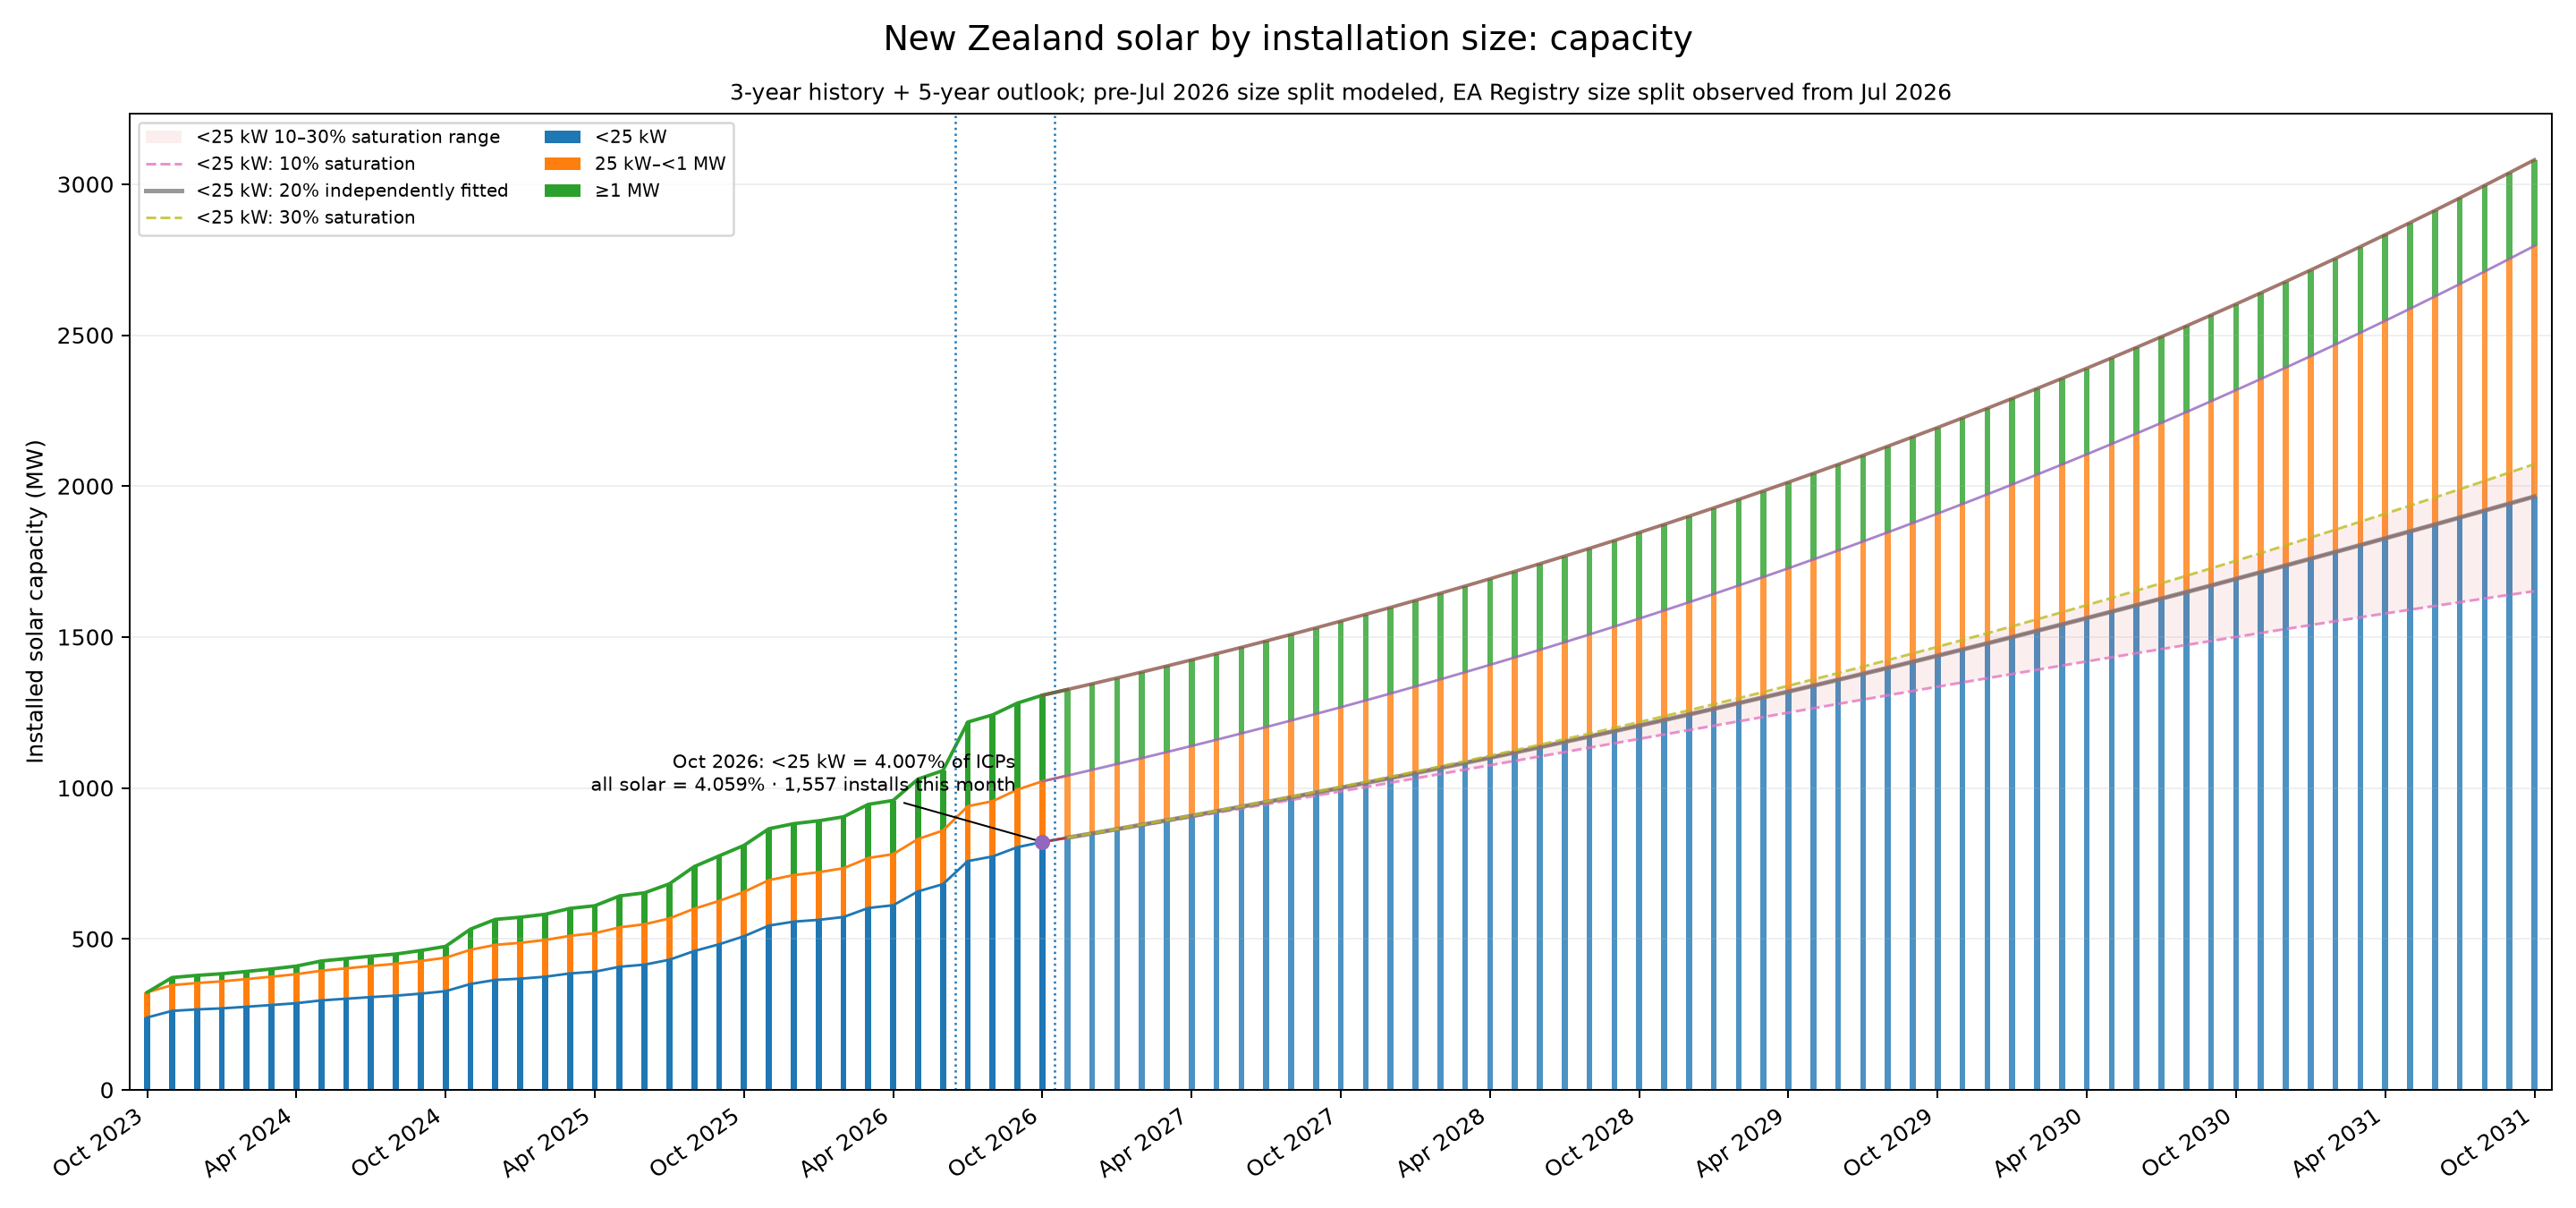 New Zealand solar by installation size: capacity
3-year history + 5-year outlook; pre-Jul 2026 size split modeled, EA Registry size split observed from Jul 2026
<25 kW 10–30% saturation range
<25 kW: 10% saturation
<25 kW: 20% independently fitted
<25 kW: 30% saturation
<25 kW
25 kW–<1 MW
≥1 MW
Installed solar capacity (MW)
3000
2500
2000
1500
1000
500
0
Oct 2026: <25 kW = 4.007% of ICPs
all solar = 4.059% · 1,557 installs this month
Oct 2023
Apr 2024
Oct 2024
Apr 2025
Oct 2025
Apr 2026
Oct 2026
Apr 2027
Oct 2027
Apr 2028
Oct 2028
Apr 2029
Oct 2029
Apr 2030
Oct 2030
Apr 2031
Oct 2031